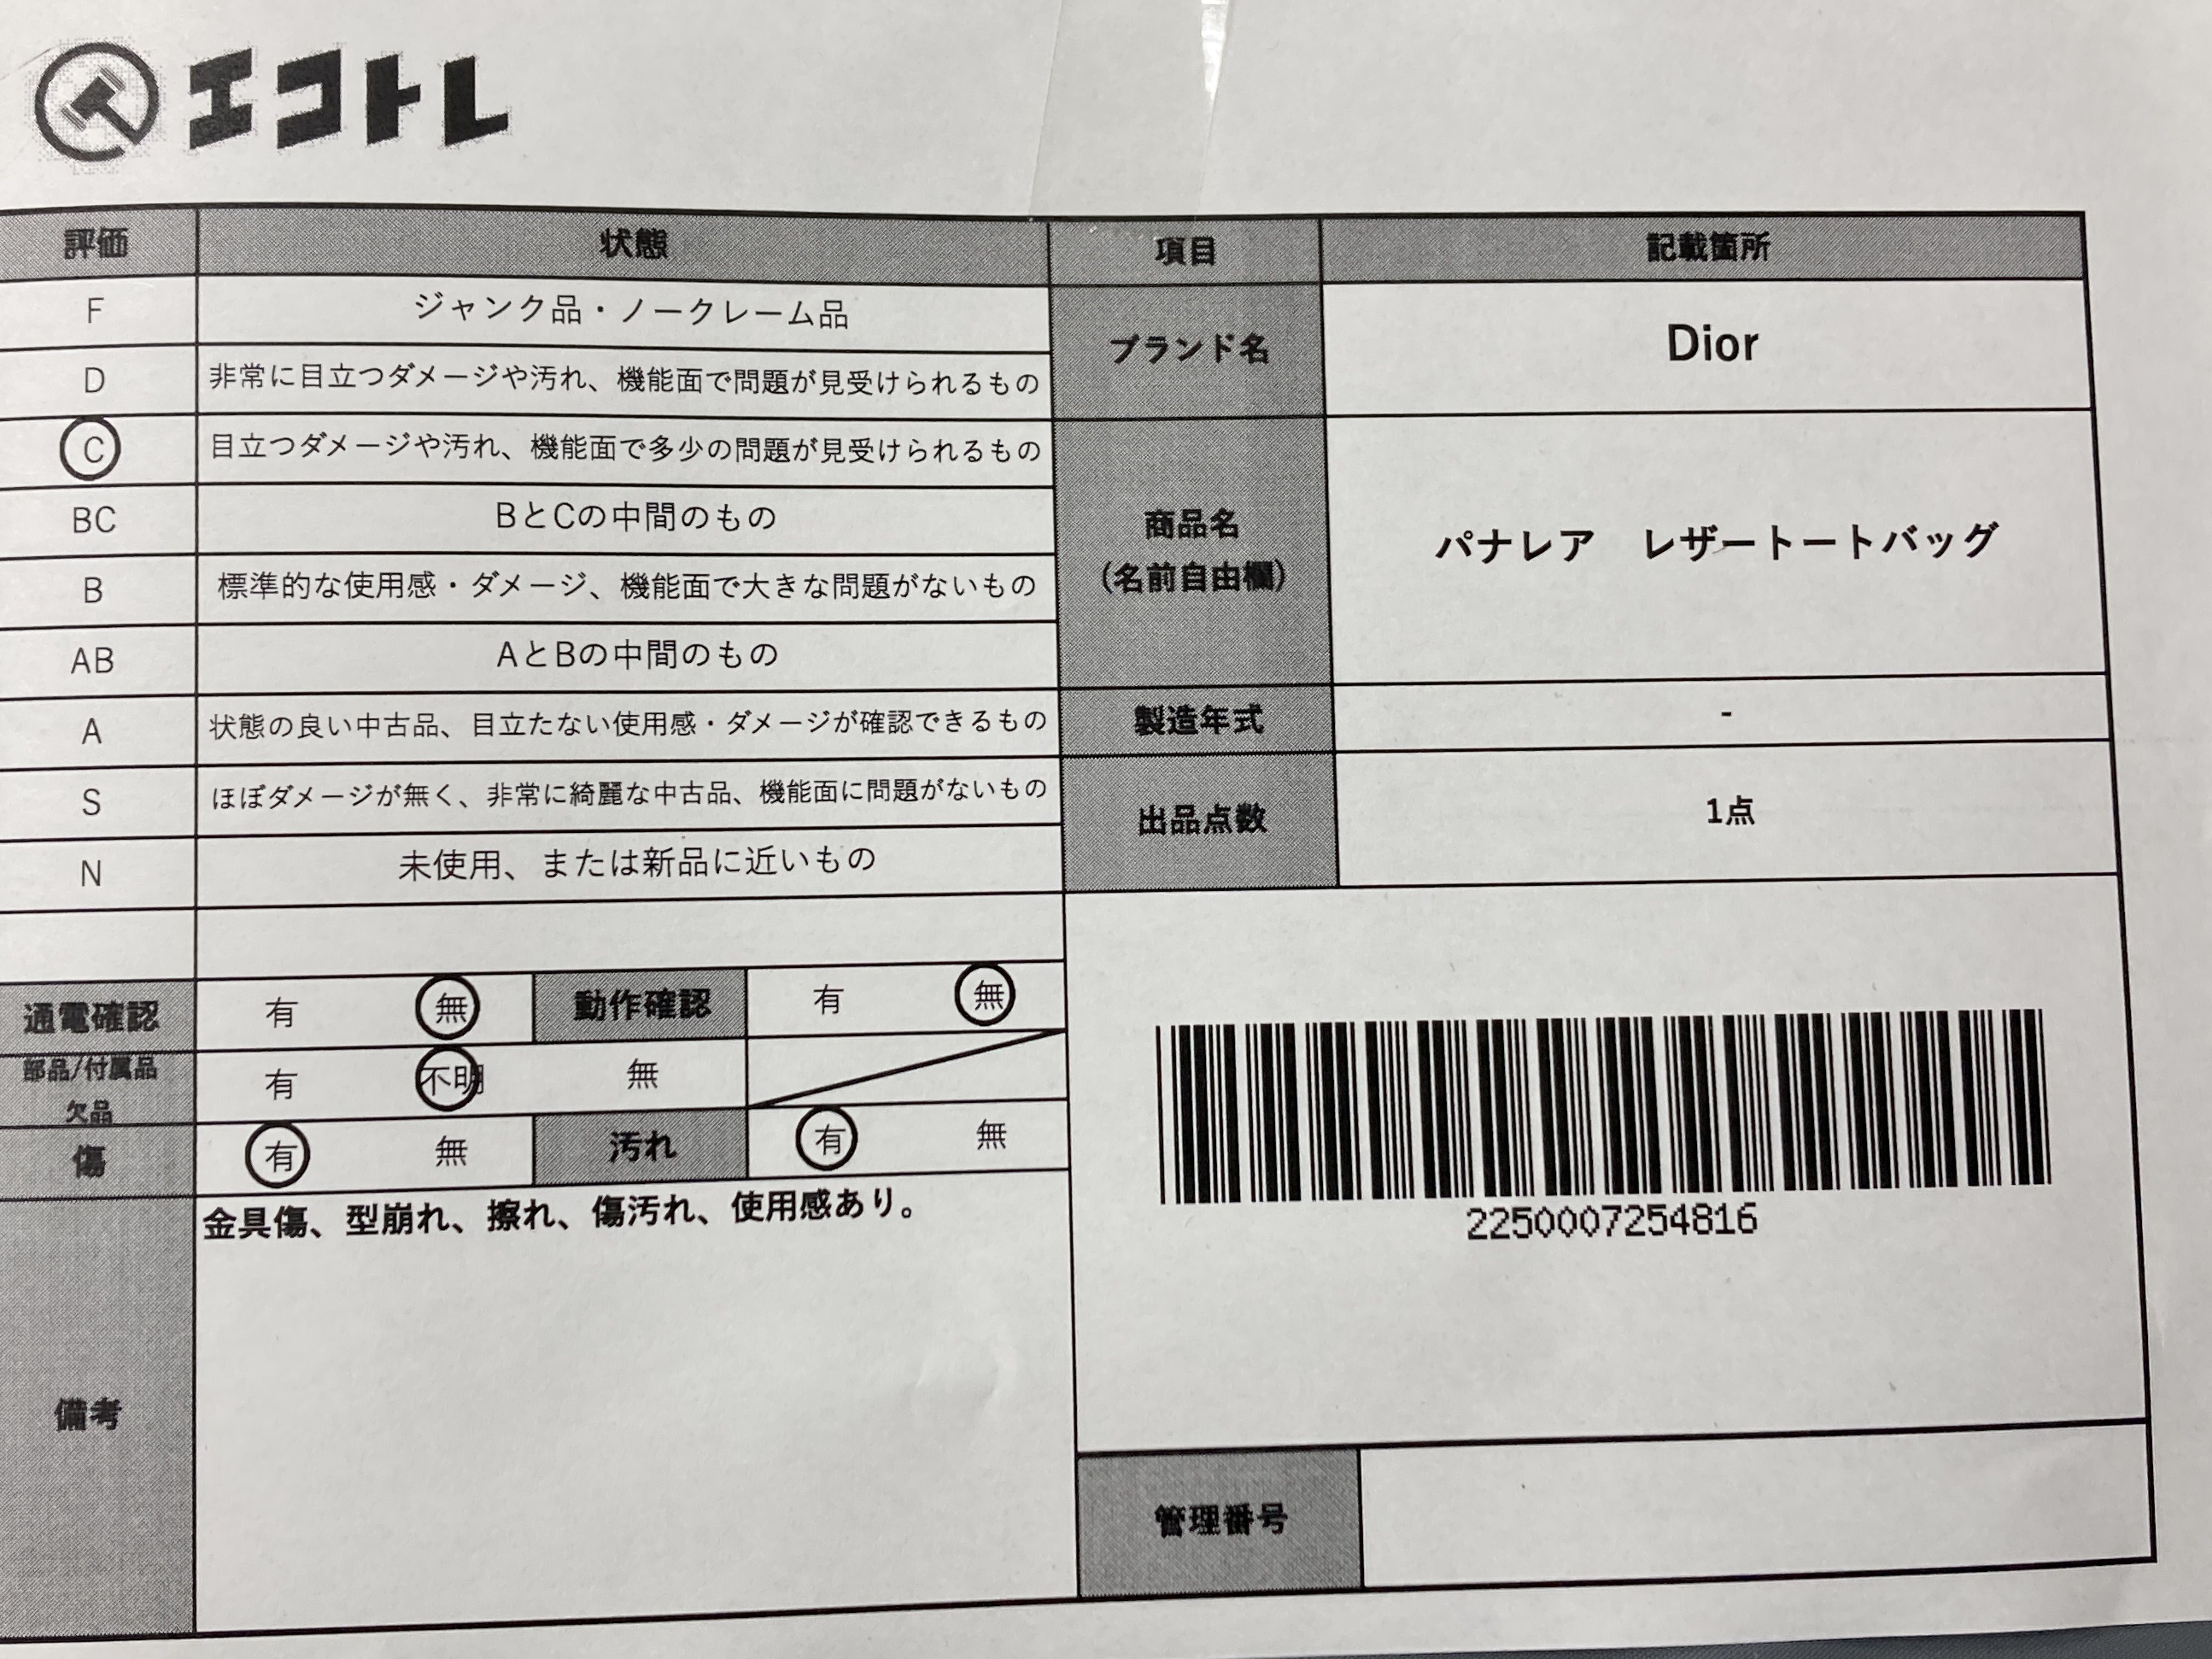 エコトレ
評価 状態
F ジャンク品・ノークレーム品
D 非常に目立つダメージや汚れ、機能面で問題が見受けられるもの
C 目立つダメージや汚れ、機能面で多少の問題が見受けられるもの
BC BとCの中間のもの
B 標準的な使用感・ダメージ、機能面で大きな問題がないもの
AB AとBの中間のもの
A 状態の良い中古品、目立たない使用感・ダメージが確認できるもの
S ほぼダメージが無く、非常に綺麗な中古品、機能面に問題がないもの
N 未使用、または新品に近いもの
通電確認 有 無 動作確認 有 無
部品/付属品
欠品
有 不明 無
傷 有 無 汚れ 有 無
備考
金具傷、型崩れ、擦れ、傷汚れ、使用感あり。
項目 記載箇所
ブランド名 Dior
商品名
(名前自由欄)
パナレア レザートートバッグ
製造年式 -
出品点数 1点
2250007254816
管理番号